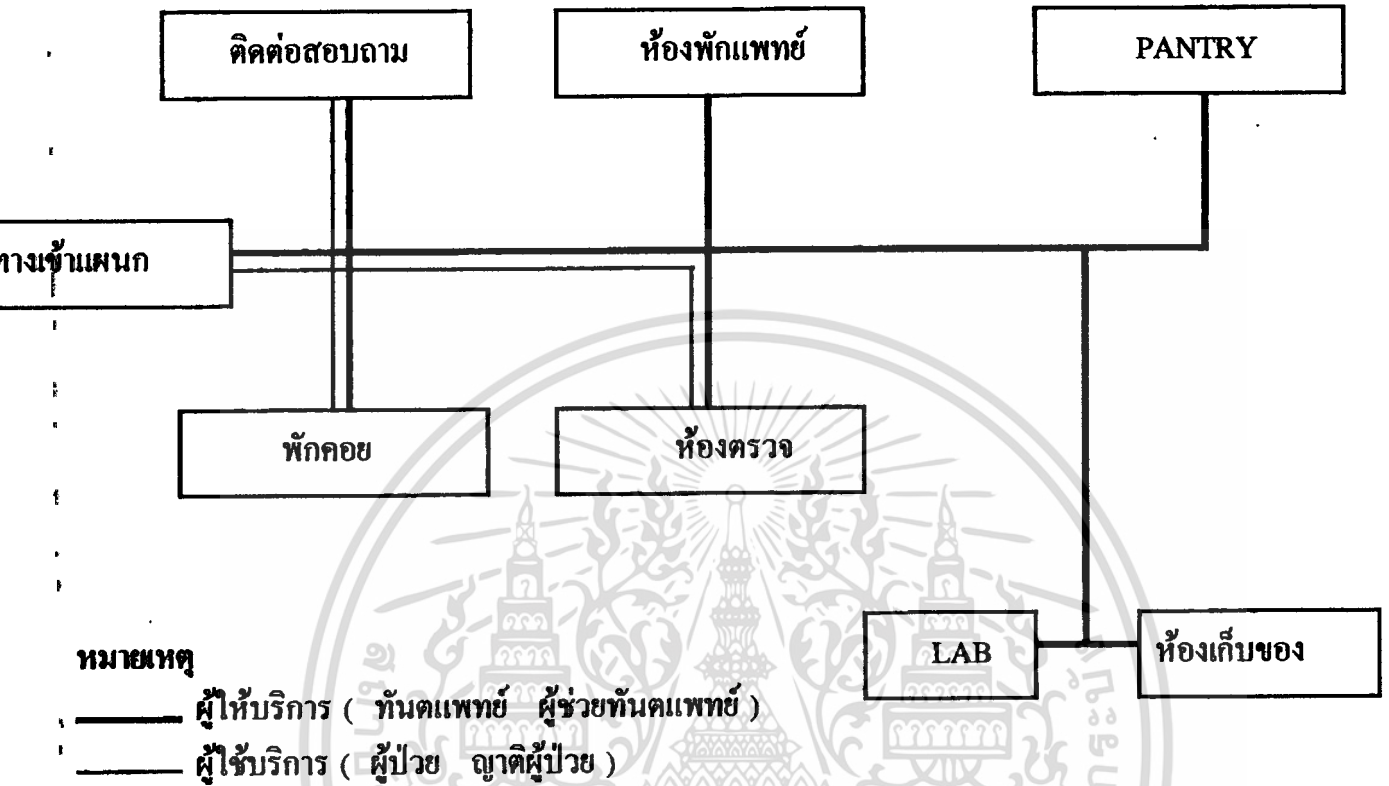 ติดต่อสอบถาม
ห้องพักแพทย์
PANTRY
ทางเข้าแผนก
พักคอย
ห้องตรวจ
LAB
ห้องเก็บของ
หมายเหตุ
ผู้ให้บริการ ( ทันตแพทย์ ผู้ช่วยทันตแพทย์ )
ผู้ใช้บริการ ( ผู้ป่วย ญาติผู้ป่วย )